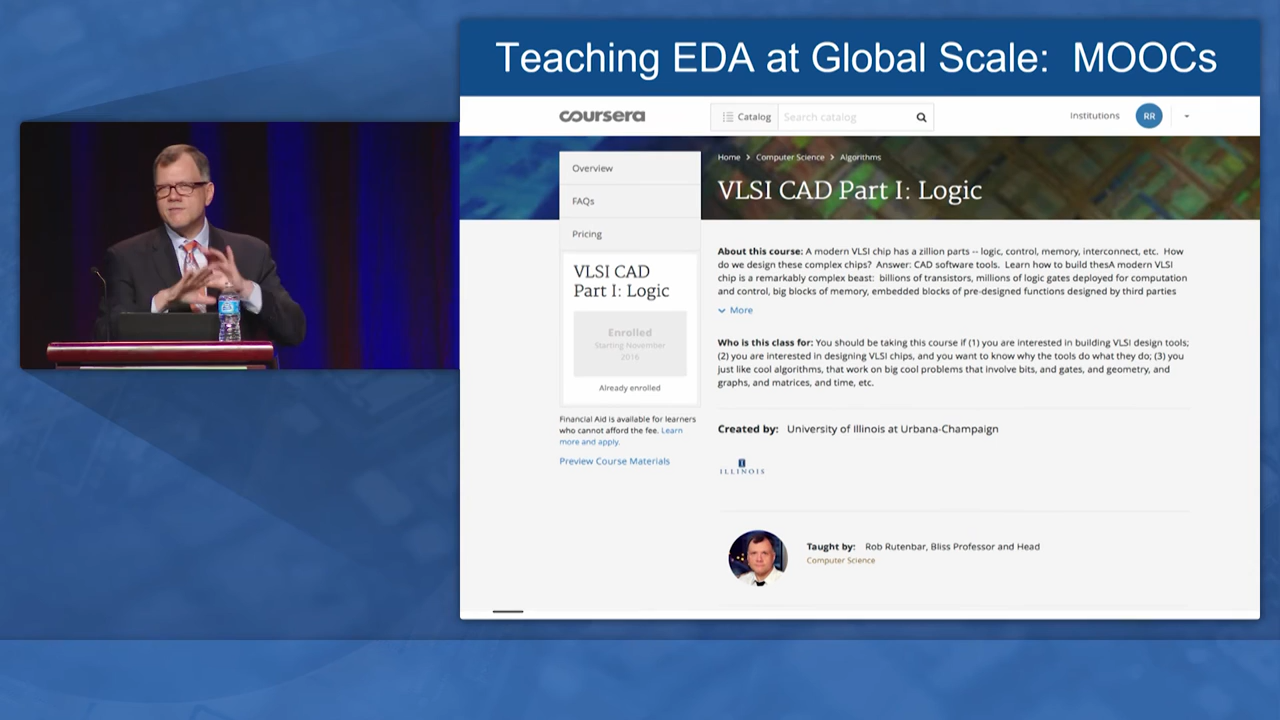 Teaching EDA at Global Scale: MOOCs
coursera
Catalog
Search catalog
Institutions
RR
Overview
FAQs
Pricing
VLSI CAD
Part I: Logic
Enrolled
Starting November
2016
Already enrolled
Financial Aid is available for learners
who cannot afford the fee. Learn
more and apply.
Preview Course Materials
Home > Computer Science > Algorithms
VLSI CAD Part I: Logic
About this course: A modern VLSI chip has a zillion parts -- logic, control, memory, interconnect, etc. How
do we design these complex chips? Answer: CAD software tools. Learn how to build thesA modern VLSI
chip is a remarkably complex beast: billions of transistors, millions of logic gates deployed for computation
and control, big blocks of memory, embedded blocks of pre-designed functions designed by third parties
More
Who is this class for: You should be taking this course if (1) you are interested in building VLSI design tools;
(2) you are interested in designing VLSI chips, and you want to know why the tools do what they do; (3) you
just like cool algorithms, that work on big cool problems that involve bits, and gates, and geometry, and
graphs, and matrices, and time, etc.
Created by: University of Illinois at Urbana-Champaign
ILLINOIS
Taught by: Rob Rutenbar, Bliss Professor and Head
Computer Science